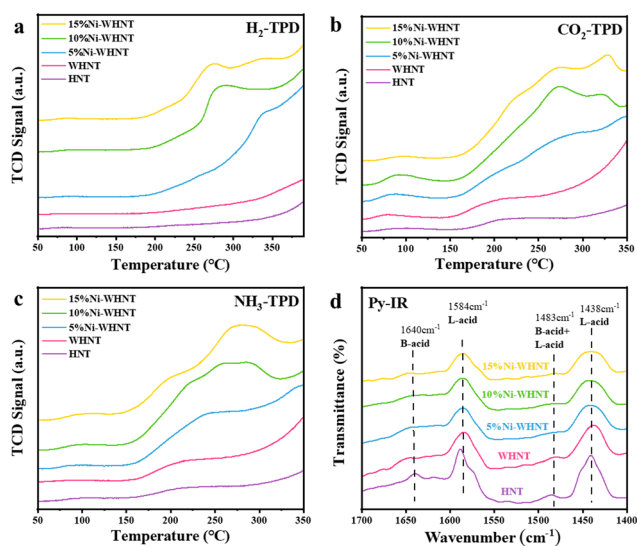 a
H₂-TPD
15%Ni-WHNT
10%Ni-WHNT
5%Ni-WHNT
WHNT
HNT
TCD Signal (a.u.)
50 100 150 200 250 300 350
Temperature (℃)
b
CO₂-TPD
15%Ni-WHNT
10%Ni-WHNT
5%Ni-WHNT
WHNT
HNT
TCD Signal (a.u.)
50 100 150 200 250 300 350
Temperature (℃)
c
NH₃-TPD
15%Ni-WHNT
10%Ni-WHNT
5%Ni-WHNT
WHNT
HNT
TCD Signal (a.u.)
50 100 150 200 250 300 350
Temperature (℃)
d
Py-IR
1640cm⁻¹
B-acid
1584cm⁻¹
L-acid
1483cm⁻¹
B-acid+
L-acid
1438cm⁻¹
L-acid
15%Ni-WHNT
10%Ni-WHNT
5%Ni-WHNT
WHNT
HNT
Transmittance (%)
1700 1650 1600 1550 1500 1450 1400
Wavenumber (cm⁻¹)